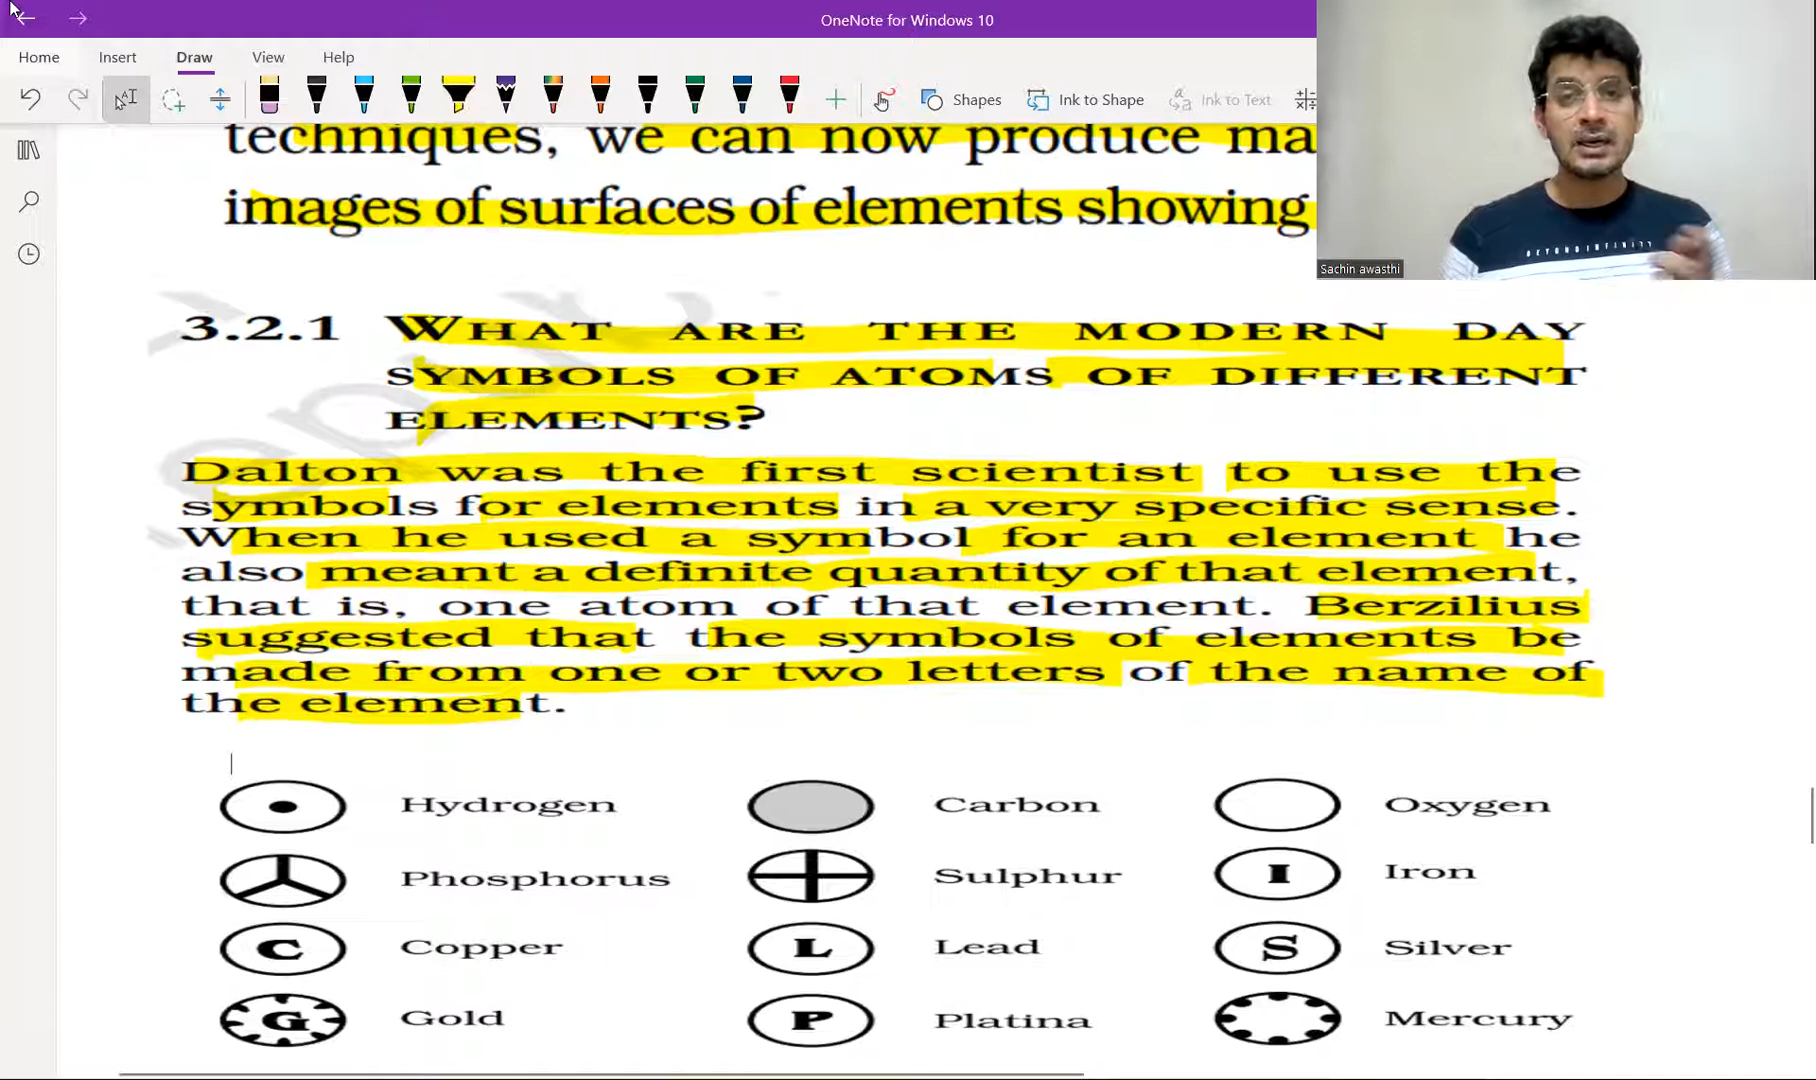 OneNote for Windows 10
Home Insert Draw View Help
Shapes Ink to Shape Ink to Text
techniques, we can now produce ma
images of surfaces of elements showing
Sachin awasthi
BEYOND INFINITY
3.2.1 WHAT ARE THE MODERN DAY
SYMBOLS OF ATOMS OF DIFFERENT
ELEMENTS?
Dalton was the first scientist to use the
symbols for elements in a very specific sense.
When he used a symbol for an element he
also meant a definite quantity of that element,
that is, one atom of that element. Berzilius
suggested that the symbols of elements be
made from one or two letters of the name of
the element.
Hydrogen Carbon Oxygen
Phosphorus Sulphur I Iron
C Copper L Lead S Silver
G Gold P Platina Mercury